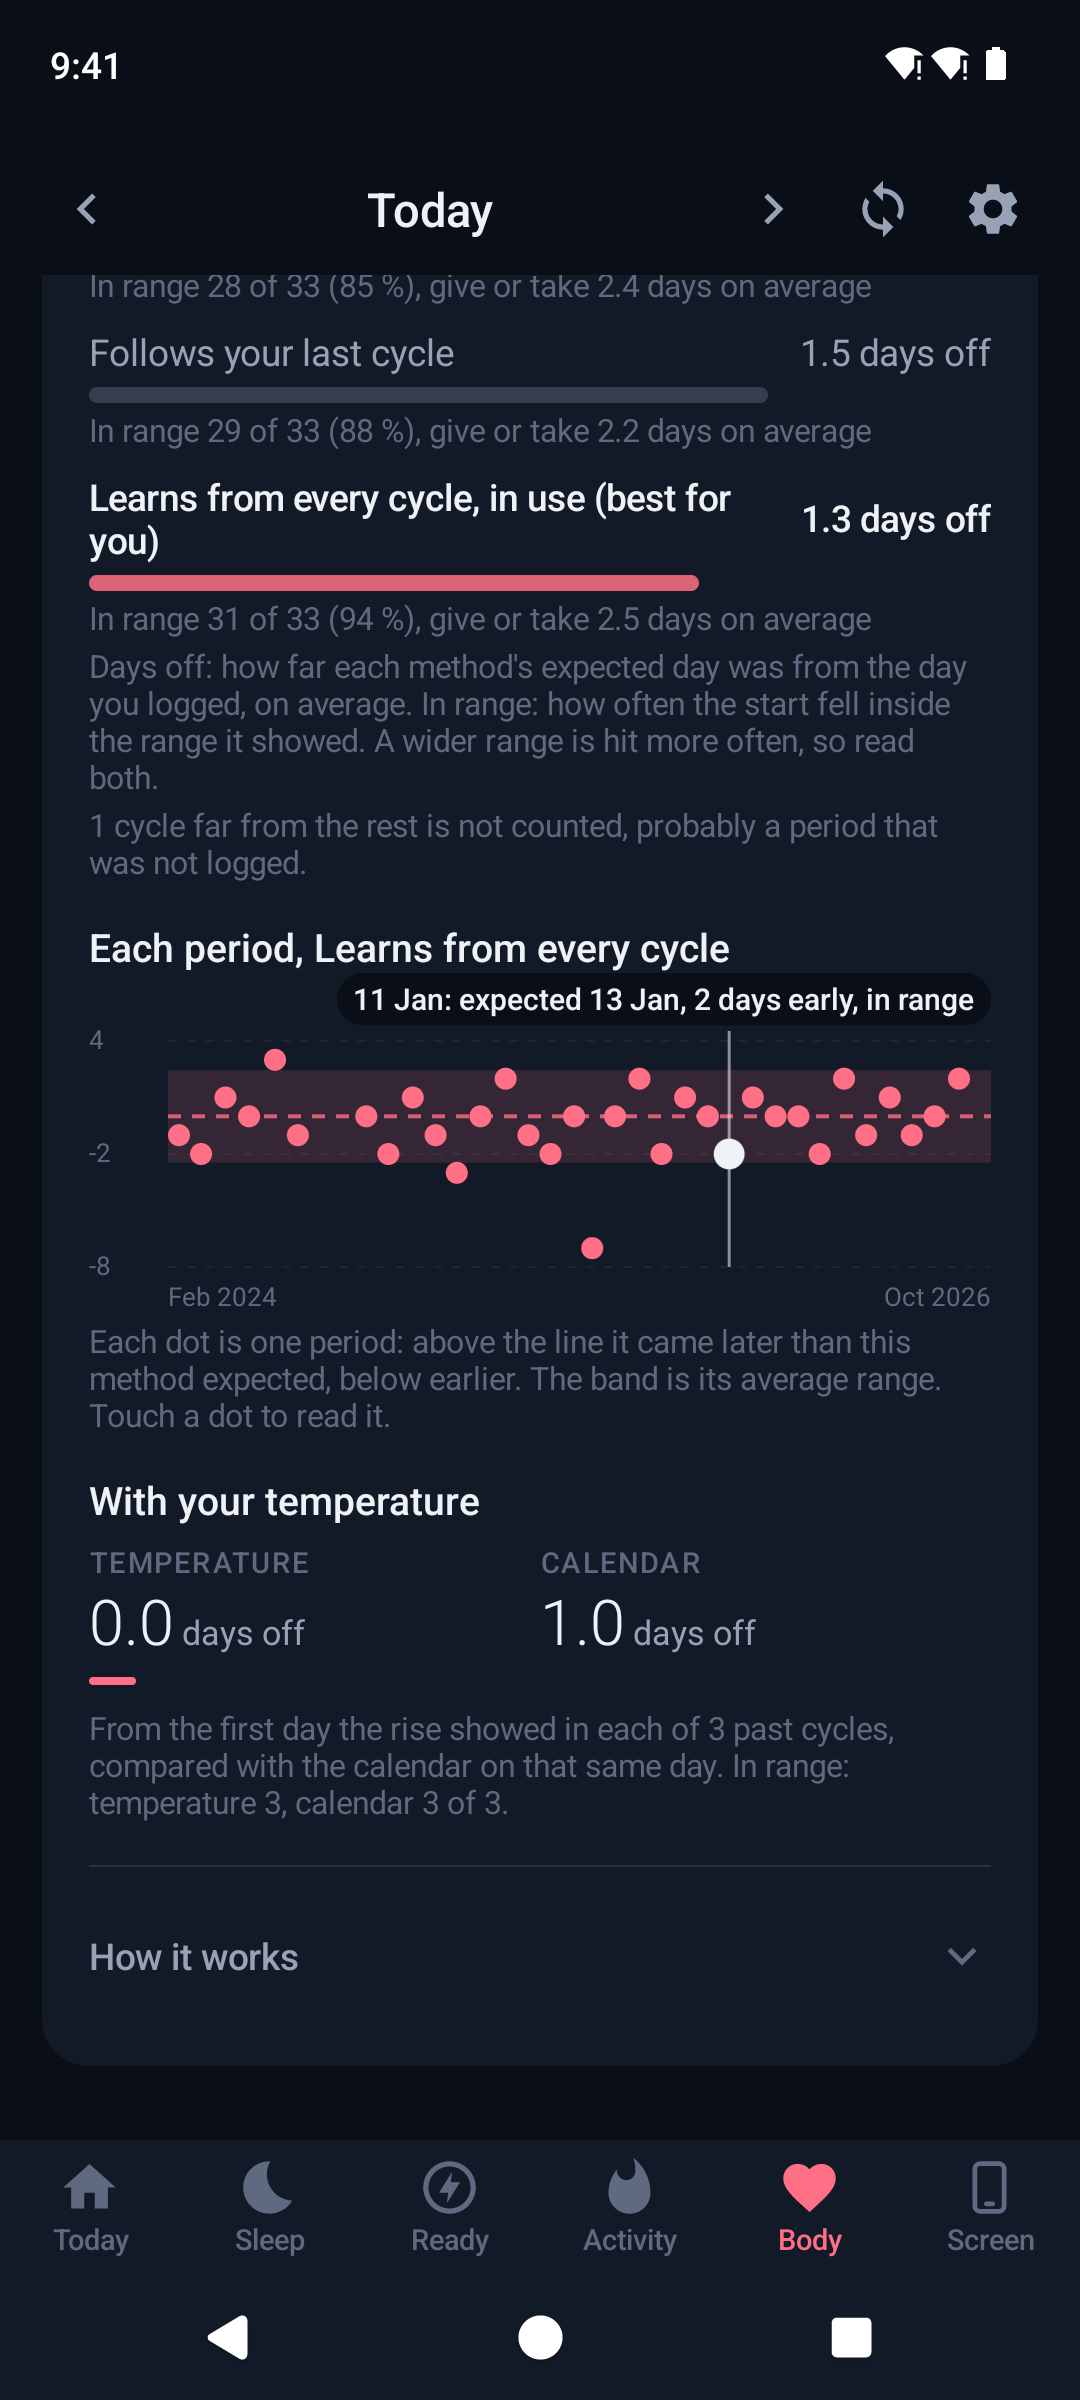 9:41
Today
In range 28 of 33 (85 %), give or take 2.4 days on average
Follows your last cycle
1.5 days off
In range 29 of 33 (88 %), give or take 2.2 days on average
Learns from every cycle, in use (best for
you)
1.3 days off
In range 31 of 33 (94 %), give or take 2.5 days on average
Days off: how far each method's expected day was from the day
you logged, on average. In range: how often the start fell inside
the range it showed. A wider range is hit more often, so read
both.
1 cycle far from the rest is not counted, probably a period that
was not logged.
Each period, Learns from every cycle
11 Jan: expected 13 Jan, 2 days early, in range
4
-2
-8
Feb 2024
Oct 2026
Each dot is one period: above the line it came later than this
method expected, below earlier. The band is its average range.
Touch a dot to read it.
With your temperature
TEMPERATURE
CALENDAR
0.0 days off
1.0 days off
From the first day the rise showed in each of 3 past cycles,
compared with the calendar on that same day. In range:
temperature 3, calendar 3 of 3.
How it works
Today
Sleep
Ready
Activity
Body
Screen